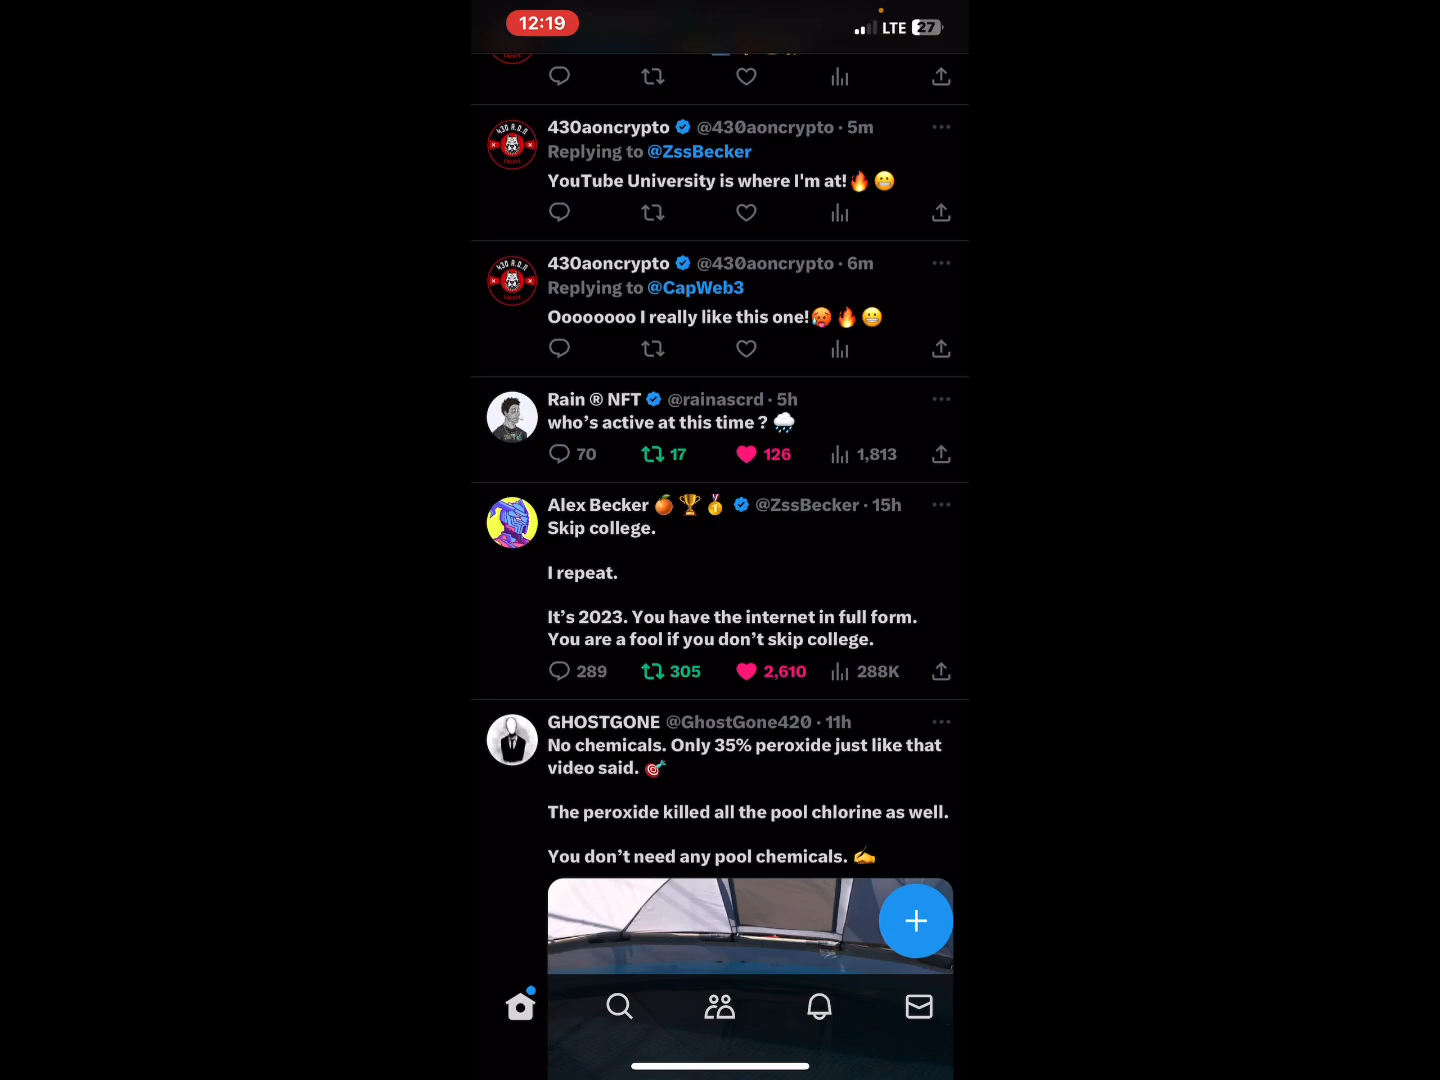 12:19
LTE 27
430aoncrypto @430aoncrypto · 5m
Replying to @ZssBecker
YouTube University is where I'm at!🔥😬
430aoncrypto @430aoncrypto · 6m
Replying to @CapWeb3
Oooooooo I really like this one!🥵🔥😬
Rain ® NFT @rainascrd · 5h
who’s active at this time ? 🌧️
70 17 126 1,813
Alex Becker 🍊🏆🥇 @ZssBecker · 15h
Skip college.
I repeat.
It’s 2023. You have the internet in full form.
You are a fool if you don’t skip college.
289 305 2,610 288K
GHOSTGONE @GhostGone420 · 11h
No chemicals. Only 35% peroxide just like that
video said. 🎯
The peroxide killed all the pool chlorine as well.
You don’t need any pool chemicals. ✍️